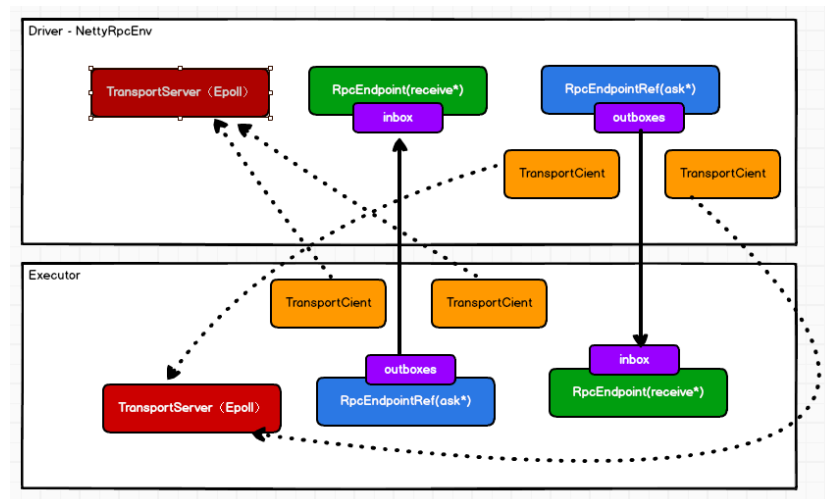 Driver - NettyRpcEnv
TransportServer（Epoll）
RpcEndpoint(receive*)
inbox
RpcEndpointRef(ask*)
outboxes
TransportCient
TransportCient
Executor
TransportCient
TransportCient
outboxes
RpcEndpointRef(ask*)
inbox
RpcEndpoint(receive*)
TransportServer（Epoll）